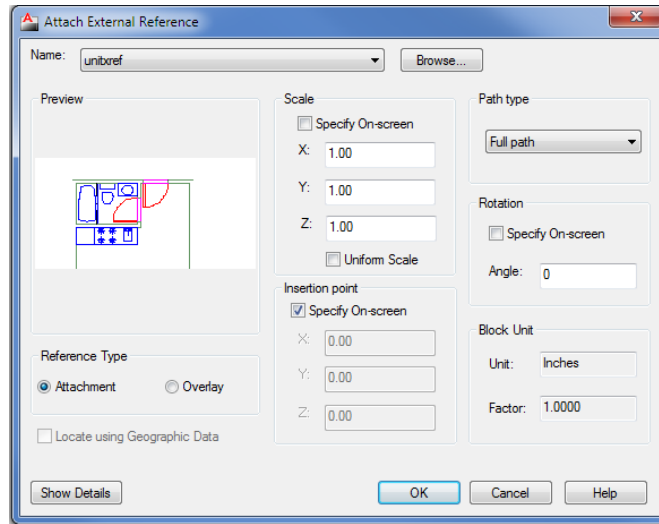 Attach External Reference
Name: unitxref Browse...
Preview
Scale
Specify On-screen
X: 1.00
Y: 1.00
Z: 1.00
Uniform Scale
Path type
Full path
Rotation
Specify On-screen
Angle: 0
Insertion point
Specify On-screen
X: 0.00
Y: 0.00
Z: 0.00
Block Unit
Unit: Inches
Factor: 1.0000
Reference Type
Attachment Overlay
Locate using Geographic Data
Show Details OK Cancel Help